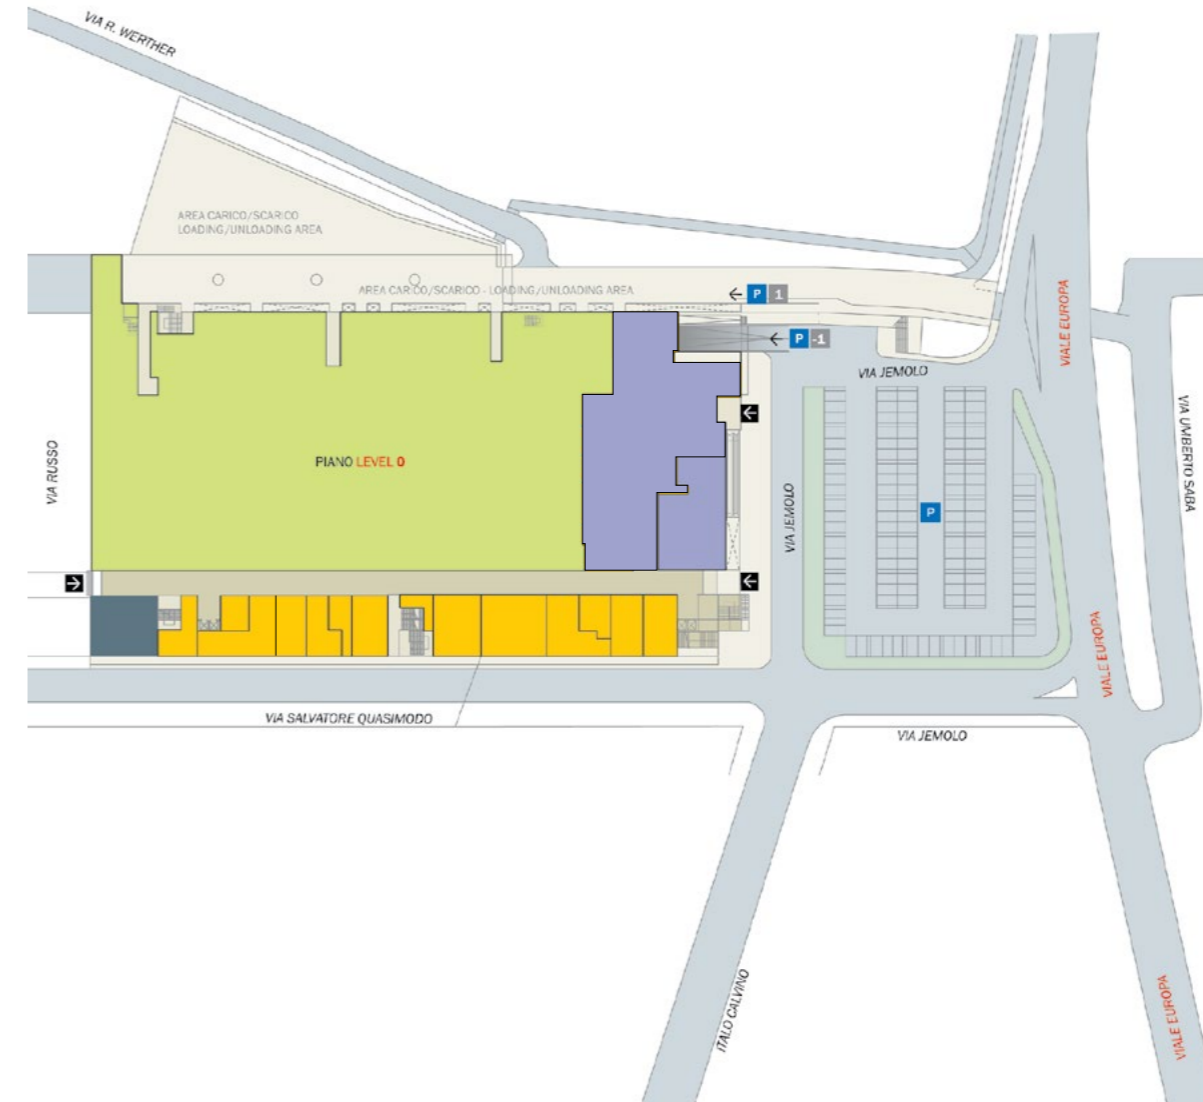 VIA R. WERTHER
AREA CARICO/SCARICO
LOADING/UNLOADING AREA
AREA CARICO/SCARICO - LOADING/UNLOADING AREA
P 1
P -1
VIALE EUROPA
VIA JEMOLO
VIA UMBERTO SABA
VIA RUSSO
PIANO LEVEL 0
VIA JEMOLO
P
VIALE EUROPA
VIA SALVATORE QUASIMODO
VIA JEMOLO
ITALO CALVINO
VIALE EUROPA